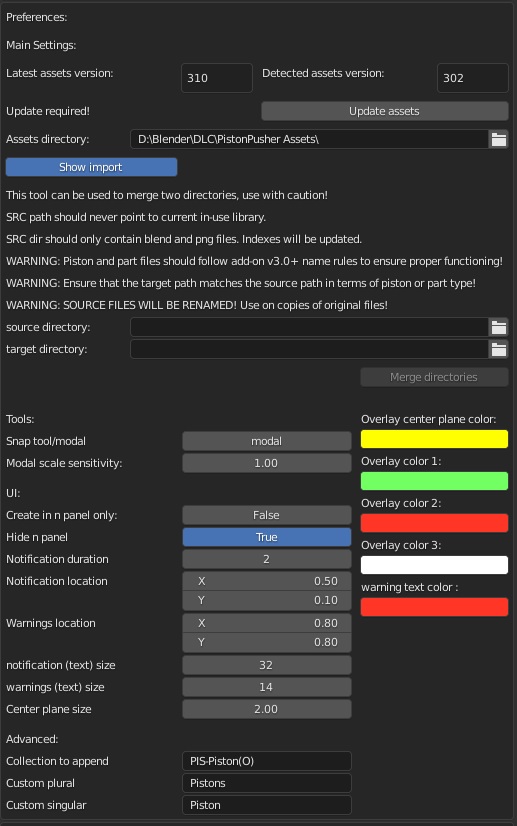 Preferences:
Main Settings:
Latest assets version: 310 Detected assets version: 302
Update required! Update assets
Assets directory: D:\Blender\DLC\PistonPusher Assets\
Show import
This tool can be used to merge two directories, use with caution!
SRC path should never point to current in-use library.
SRC dir should only contain blend and png files. Indexes will be updated.
WARNING: Piston and part files should follow add-on v3.0+ name rules to ensure proper functioning!
WARNING: Ensure that the target path matches the source path in terms of piston or part type!
WARNING: SOURCE FILES WILL BE RENAMED! Use on copies of original files!
source directory:
target directory:
Merge directories
Tools:
Snap tool/modal modal
Modal scale sensitivity: 1.00
UI:
Create in n panel only: False
Hide n panel True
Notification duration 2
Notification location X 0.50
Y 0.10
Warnings location X 0.80
Y 0.80
notification (text) size 32
warnings (text) size 14
Center plane size 2.00
Overlay center plane color:
Overlay color 1:
Overlay color 2:
Overlay color 3:
warning text color :
Advanced:
Collection to append PIS-Piston(O)
Custom plural Pistons
Custom singular Piston